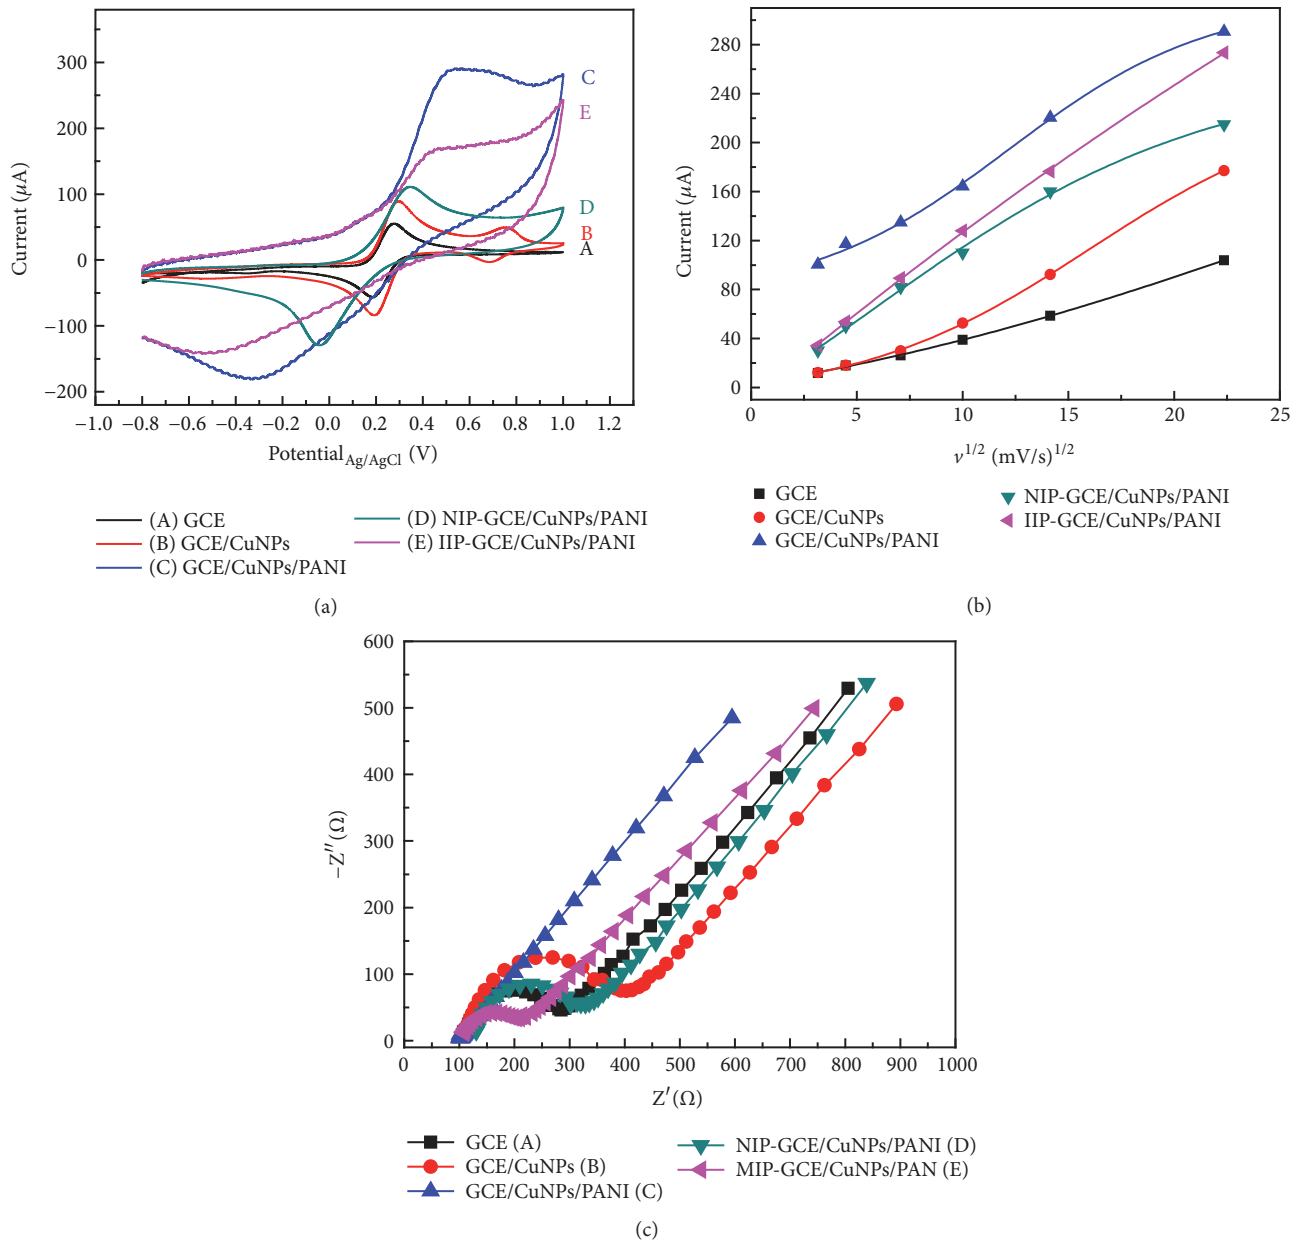 300
200
100
0
−100
−200
Current (μA)
C
E
D
B
A
−1.0 −0.8 −0.6 −0.4 −0.2 0.0 0.2 0.4 0.6 0.8 1.0 1.2
Potential Ag/AgCl (V)
(A) GCE
(B) GCE/CuNPs
(C) GCE/CuNPs/PANI
(D) NIP-GCE/CuNPs/PANI
(E) IIP-GCE/CuNPs/PANI
(a)
280
240
200
160
120
80
40
0
Current (μA)
0 5 10 15 20 25
ν1/2 (mV/s)1/2
GCE
GCE/CuNPs
GCE/CuNPs/PANI
NIP-GCE/CuNPs/PANI
IIP-GCE/CuNPs/PANI
(b)
600
500
400
300
200
100
0
−Z″(Ω)
0 100 200 300 400 500 600 700 800 900 1000
Z′(Ω)
GCE (A)
GCE/CuNPs (B)
GCE/CuNPs/PANI (C)
NIP-GCE/CuNPs/PANI (D)
MIP-GCE/CuNPs/PAN (E)
(c)